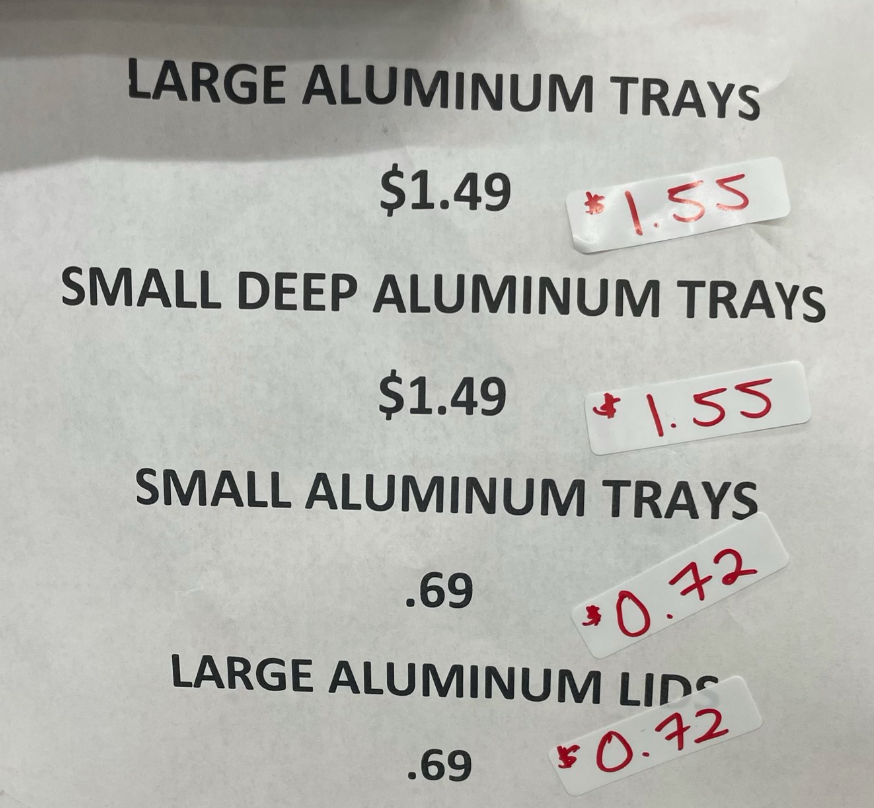 LARGE ALUMINUM TRAYS
$1.49 $1.55
SMALL DEEP ALUMINUM TRAYS
$1.49 $1.55
SMALL ALUMINUM TRAYS
.69 $0.72
LARGE ALUMINUM LIDS
.69 $0.72